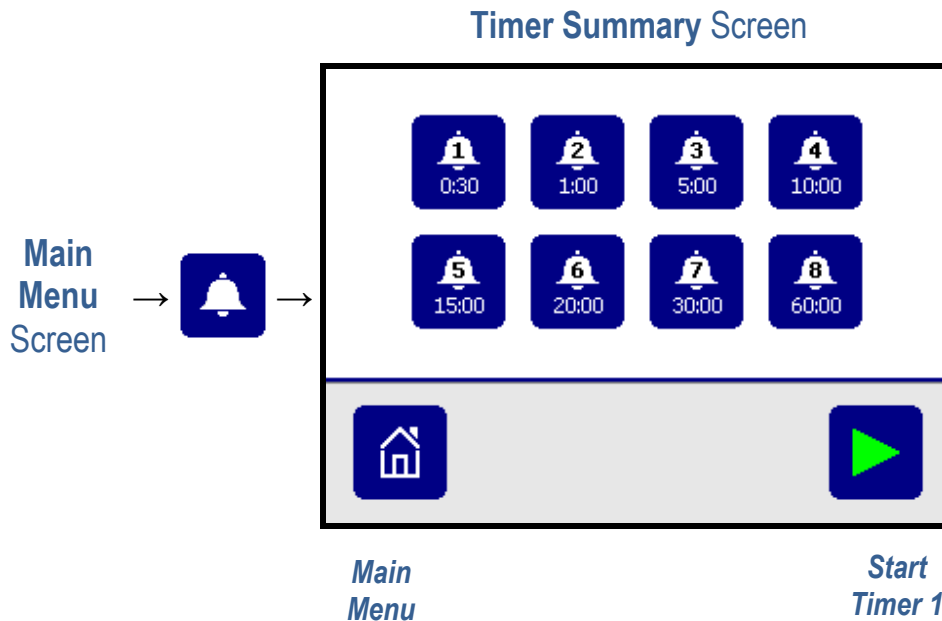 Timer Summary Screen
1 2 3 4
0:30 1:00 5:00 10:00
Main
Menu
Screen
→ →
5 6 7 8
15:00 20:00 30:00 60:00
Main
Menu
Start
Timer 1